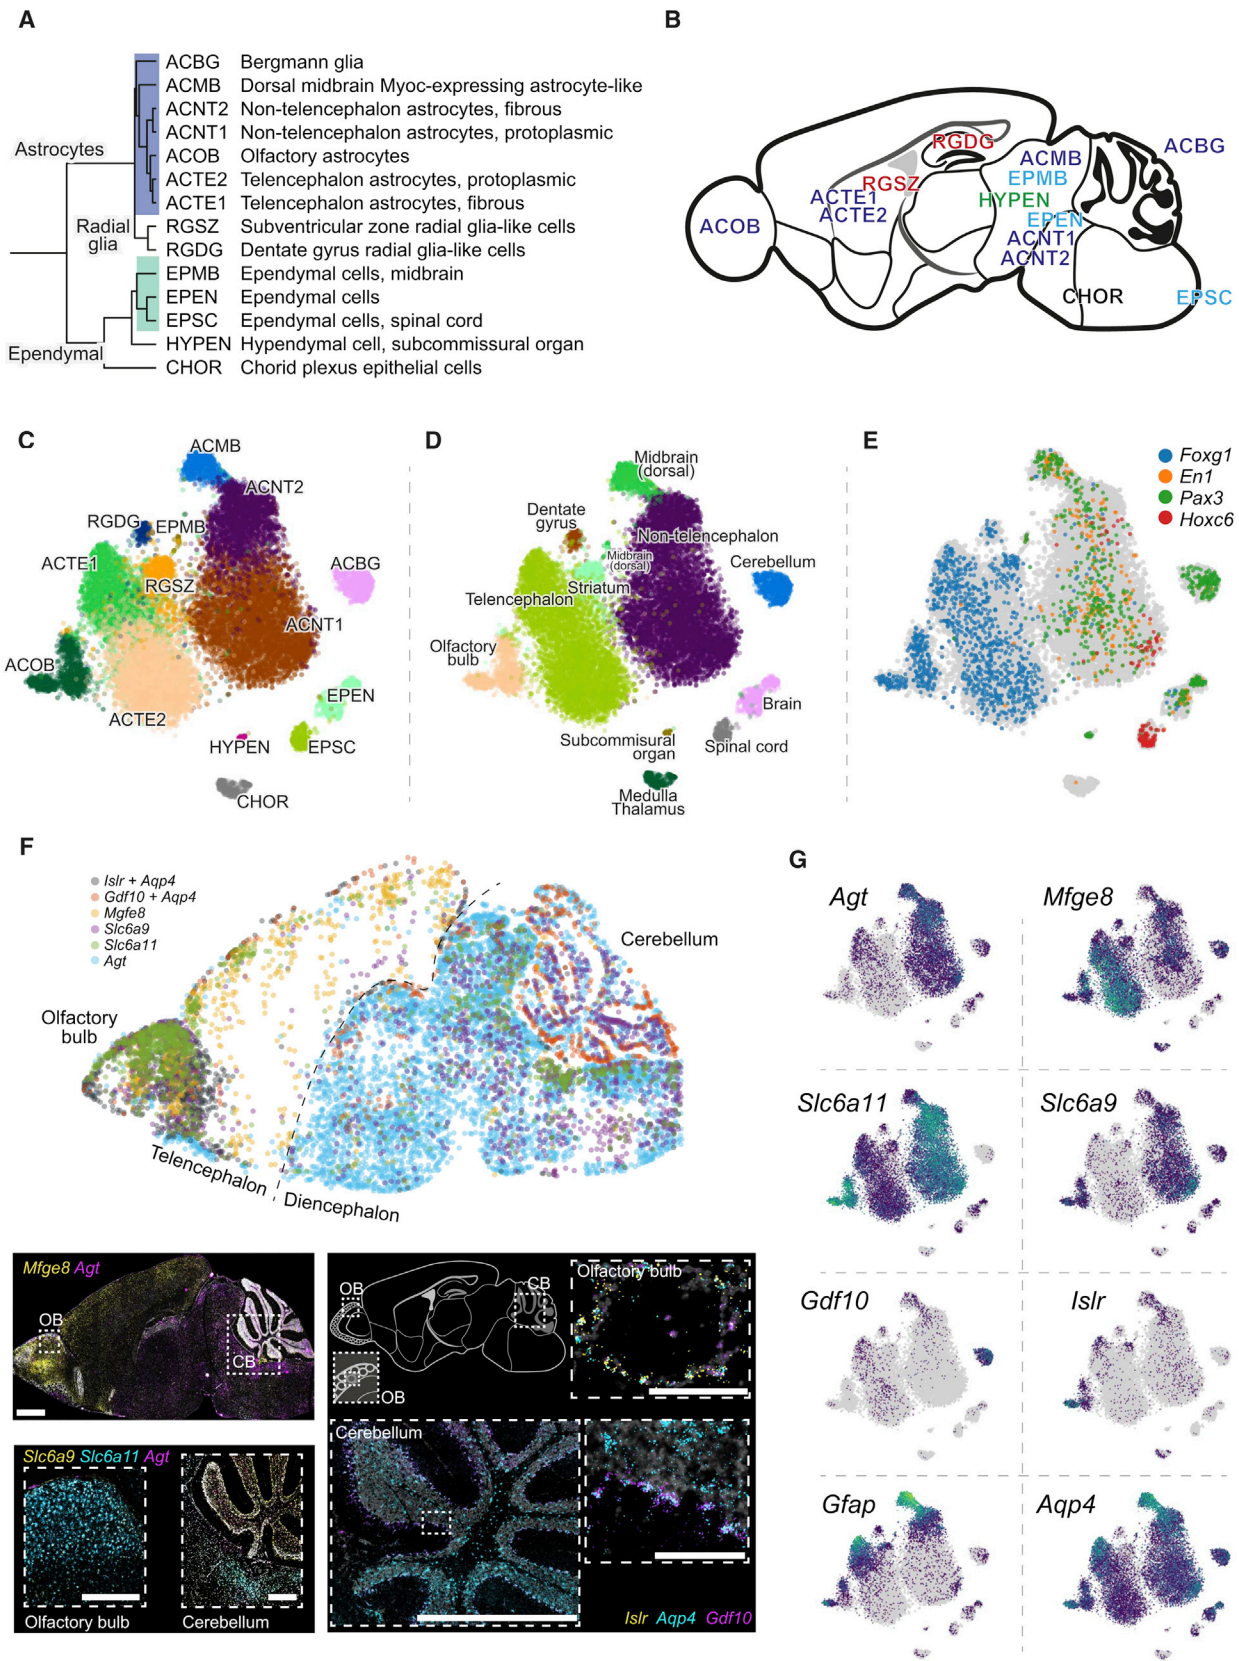 A
ACBG Bergmann glia
ACMB Dorsal midbrain Myoc-expressing astrocyte-like
ACNT2 Non-telencephalon astrocytes, fibrous
ACNT1 Non-telencephalon astrocytes, protoplasmic
Astrocytes
ACOB Olfactory astrocytes
ACTE2 Telencephalon astrocytes, protoplasmic
ACTE1 Telencephalon astrocytes, fibrous
Radial
glia
RGSZ Subventricular zone radial glia-like cells
RGDG Dentate gyrus radial glia-like cells
EPMB Ependymal cells, midbrain
EPEN Ependymal cells
EPSC Ependymal cells, spinal cord
HYPEN Hypendymal cell, subcommissural organ
Ependymal
CHOR Chorid plexus epithelial cells
B
RGDG
ACMB
ACBG
EPMB
RGSZ
ACTE1
HYPEN
ACTE2
EPEN
ACOB
ACNT1
ACNT2
CHOR
EPSC
C
ACMB
ACNT2
RGDG
EPMB
ACTE1
RGSZ
ACBG
ACNT1
ACOB
ACTE2
EPEN
HYPEN
EPSC
CHOR
D
Midbrain
(dorsal)
Dentate
gyrus
Non-telencephalon
Midbrain
(dorsal)
Cerebellum
Striatum
Telencephalon
Olfactory
bulb
Brain
Subcommisural
organ
Spinal cord
Medulla
Thalamus
E
Foxg1
En1
Pax3
Hoxc6
F
Islr + Aqp4
Gdf10 + Aqp4
Mgfe8
Slc6a9
Slc6a11
Agt
Cerebellum
Olfactory
bulb
Telencephalon
Diencephalon
Mfge8 Agt
OB
CB
Slc6a9 Slc6a11 Agt
Olfactory bulb
Cerebellum
OB
CB
OB
Olfactory bulb
Cerebellum
Islr Aqp4 Gdf10
G
Agt
Mfge8
Slc6a11
Slc6a9
Gdf10
Islr
Gfap
Aqp4